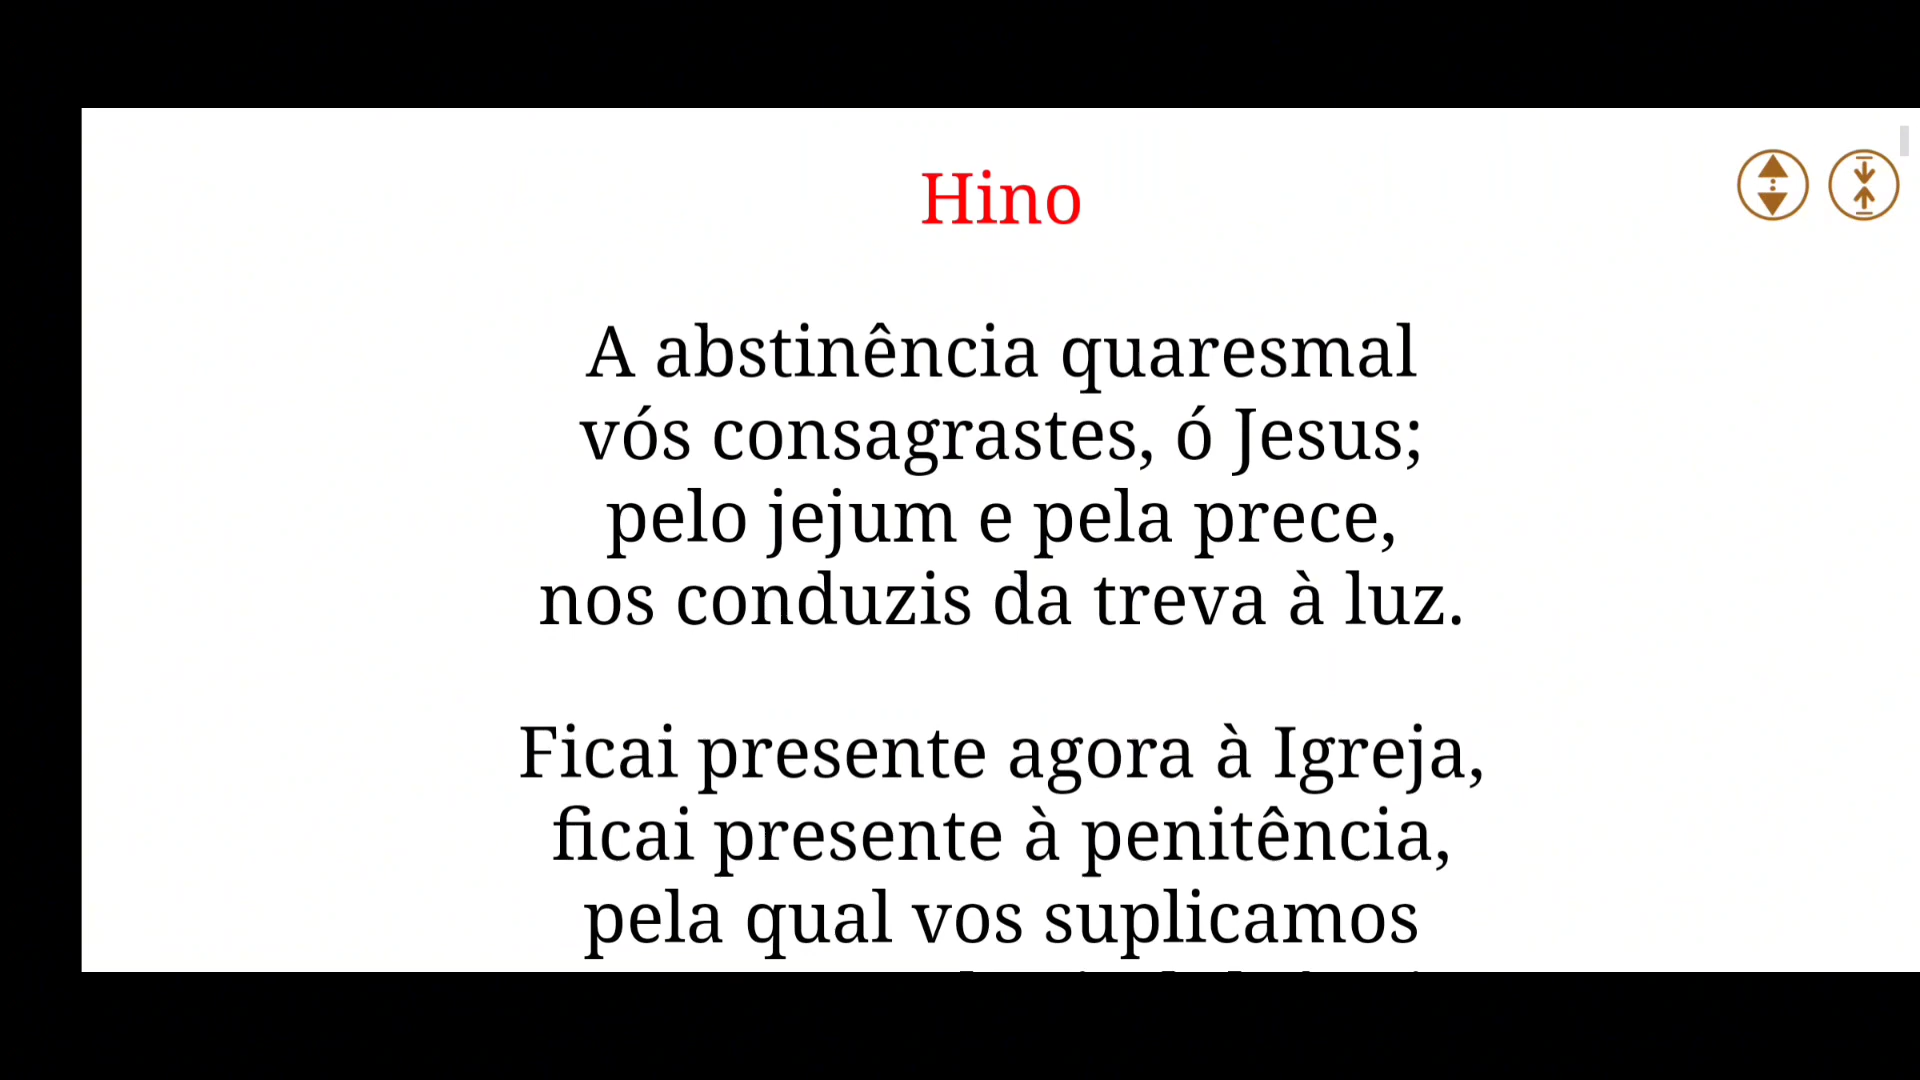 Hino
A abstinência quaresmal
vós consagrastes, ó Jesus;
pelo jejum e pela prece,
nos conduzis da treva à luz.
Ficai presente agora à Igreja,
ficai presente à penitência,
pela qual vos suplicamos